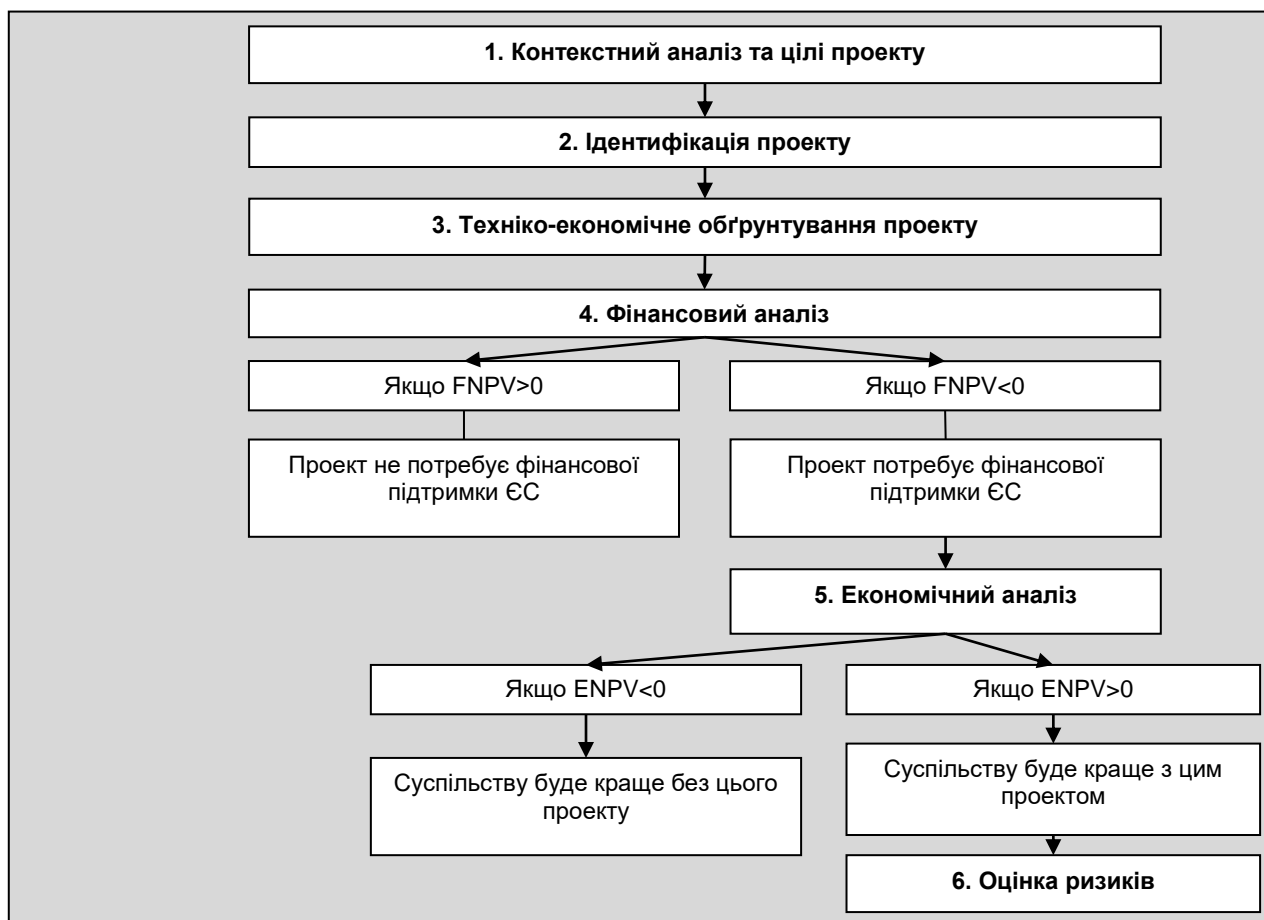 1. Контекстний аналіз та цілі проекту
2. Ідентифікація проекту
3. Техніко-економічне обґрунтування проекту
4. Фінансовий аналіз
Якщо FNPV>0
Якщо FNPV<0
Проект не потребує фінансової
підтримки ЄС
Проект потребує фінансової
підтримки ЄС
5. Економічний аналіз
Якщо ENPV<0
Якщо ENPV>0
Суспільству буде краще без цього
проекту
Суспільству буде краще з цим
проектом
6. Оцінка ризиків